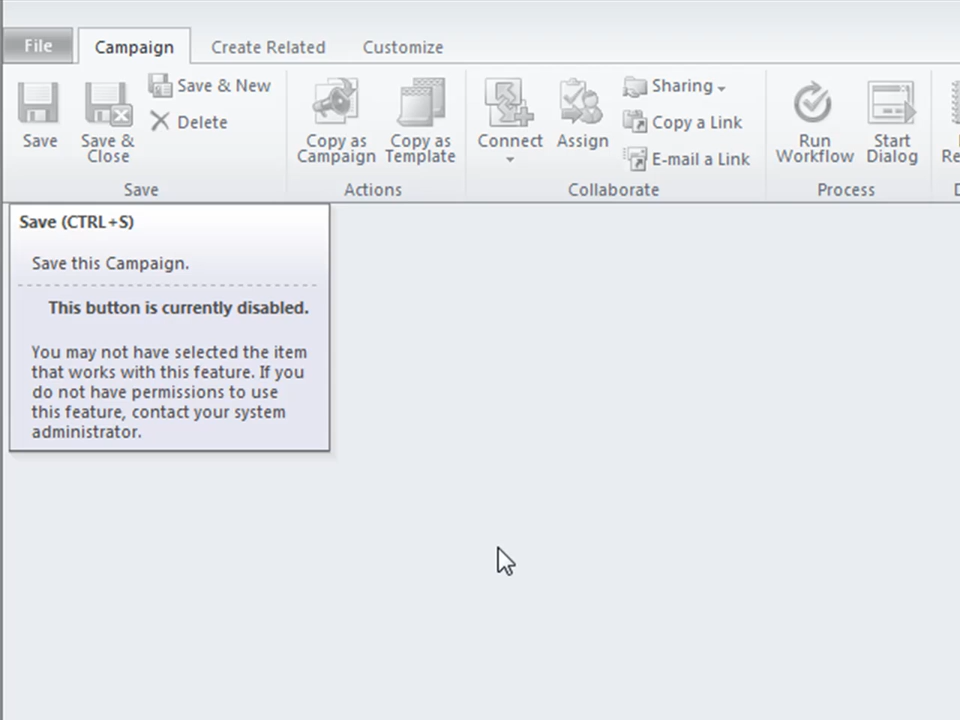 File Campaign Create Related Customize
Save
Save &
Close
Save & New
Delete
Save
Copy as
Campaign
Copy as
Template
Actions
Connect
Assign
Sharing
Copy a Link
E-mail a Link
Collaborate
Run
Workflow
Start
Dialog
Process
Re
Save (CTRL+S)
Save this Campaign.
This button is currently disabled.
You may not have selected the item
that works with this feature. If you
do not have permissions to use
this feature, contact your system
administrator.